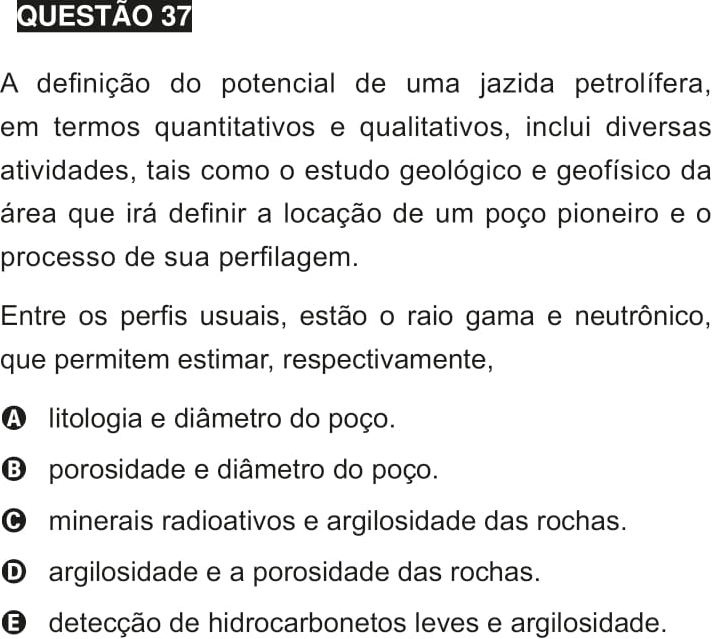 QUESTÃO 37
A definição do potencial de uma jazida petrolífera,
em termos quantitativos e qualitativos, inclui diversas
atividades, tais como o estudo geológico e geofísico da
área que irá definir a locação de um poço pioneiro e o
processo de sua perfilagem.
Entre os perfis usuais, estão o raio gama e neutrônico,
que permitem estimar, respectivamente,
A litologia e diâmetro do poço.
B porosidade e diâmetro do poço.
C minerais radioativos e argilosidade das rochas.
D argilosidade e a porosidade das rochas.
E detecção de hidrocarbonetos leves e argilosidade.